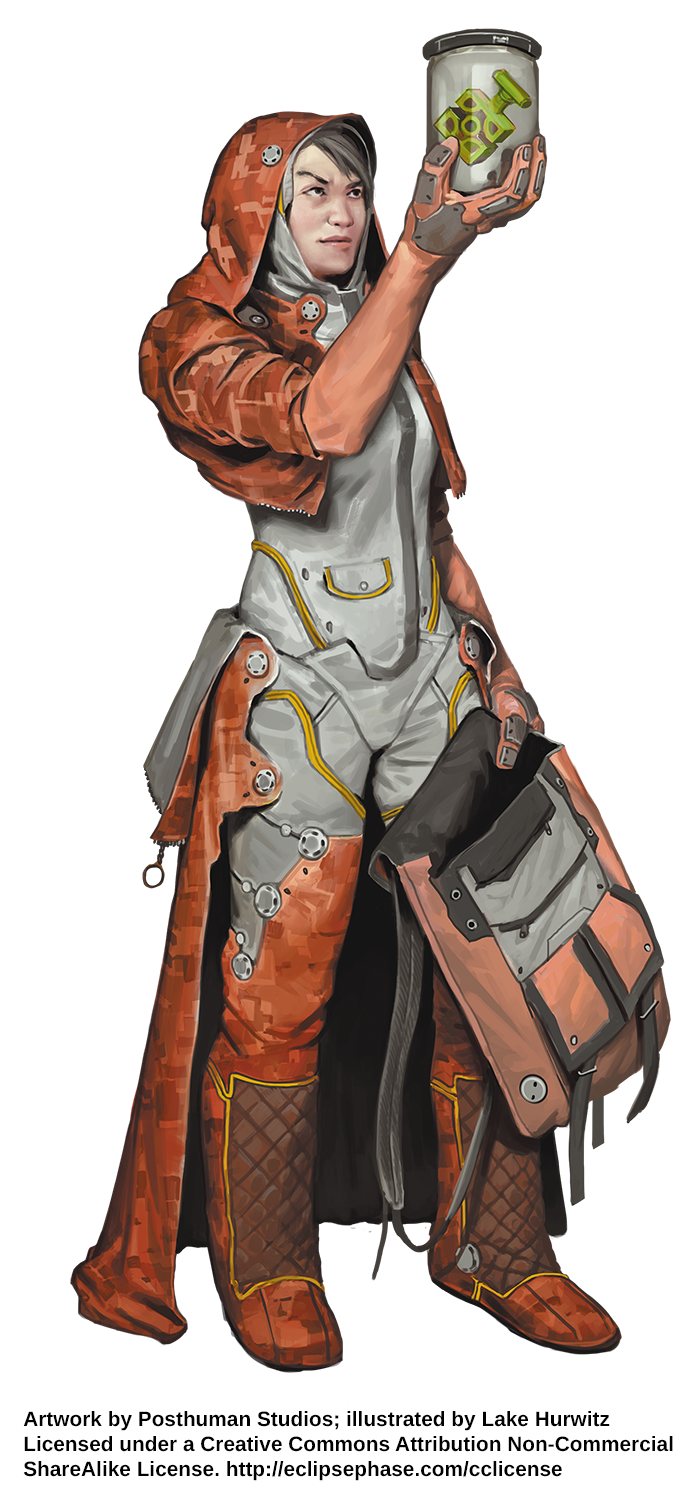 Artwork by Posthuman Studios; illustrated by Lake Hurwitz
Licensed under a Creative Commons Attribution Non-Commercial
ShareAlike License. http://eclipsephase.com/cclicense